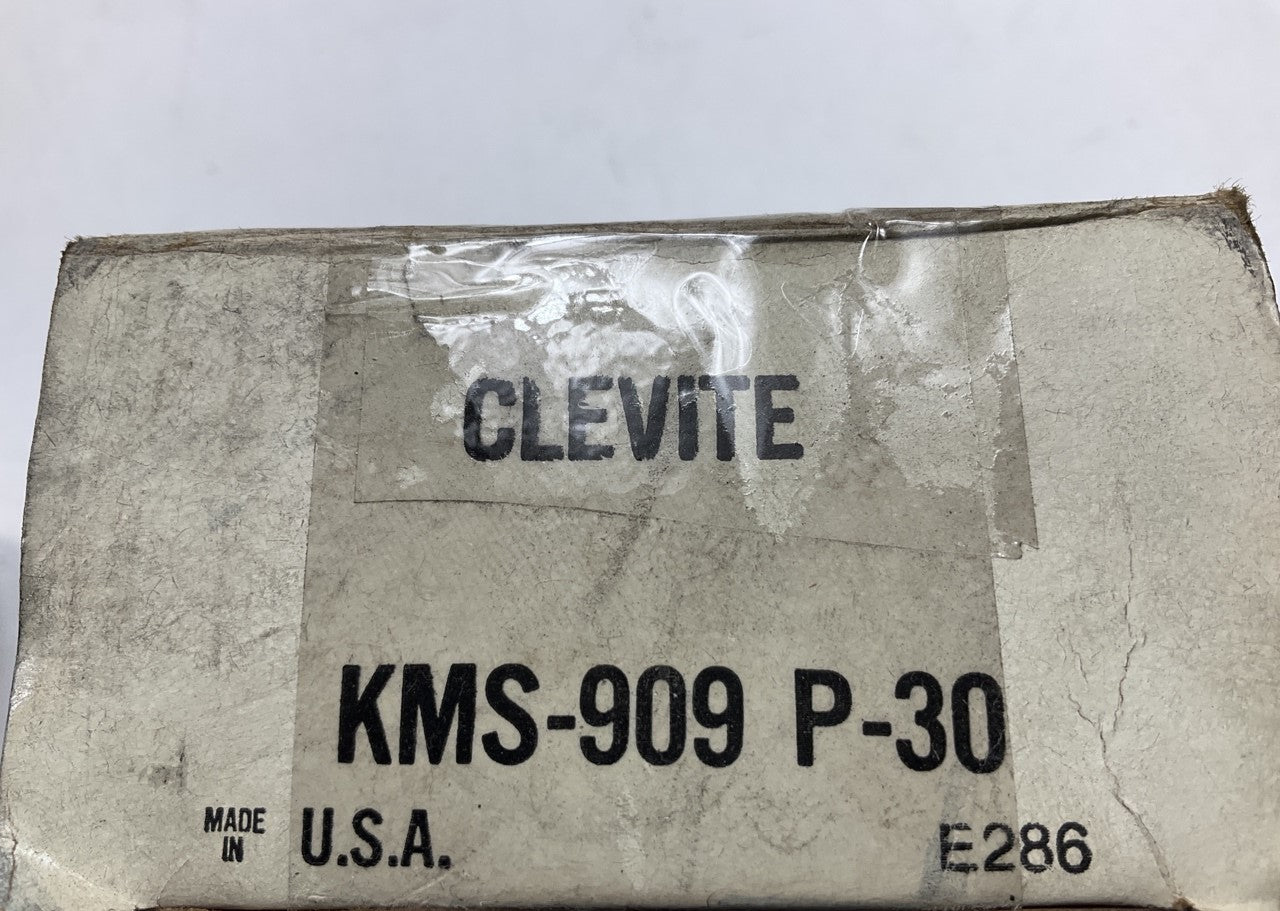 CLEVITE
KMS-909 P-30
MADE IN U.S.A.
E286